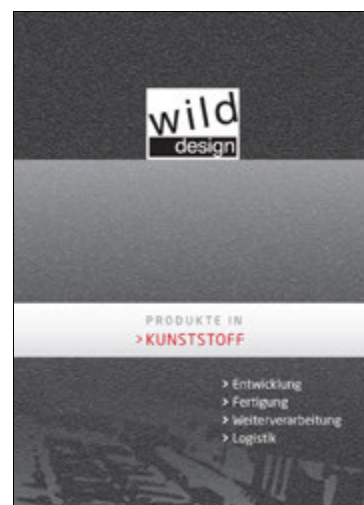 wild
design
PRODUKTE IN
>KUNSTSTOFF
> Entwicklung
> Fertigung
> Weiterverarbeitung
> Logistik